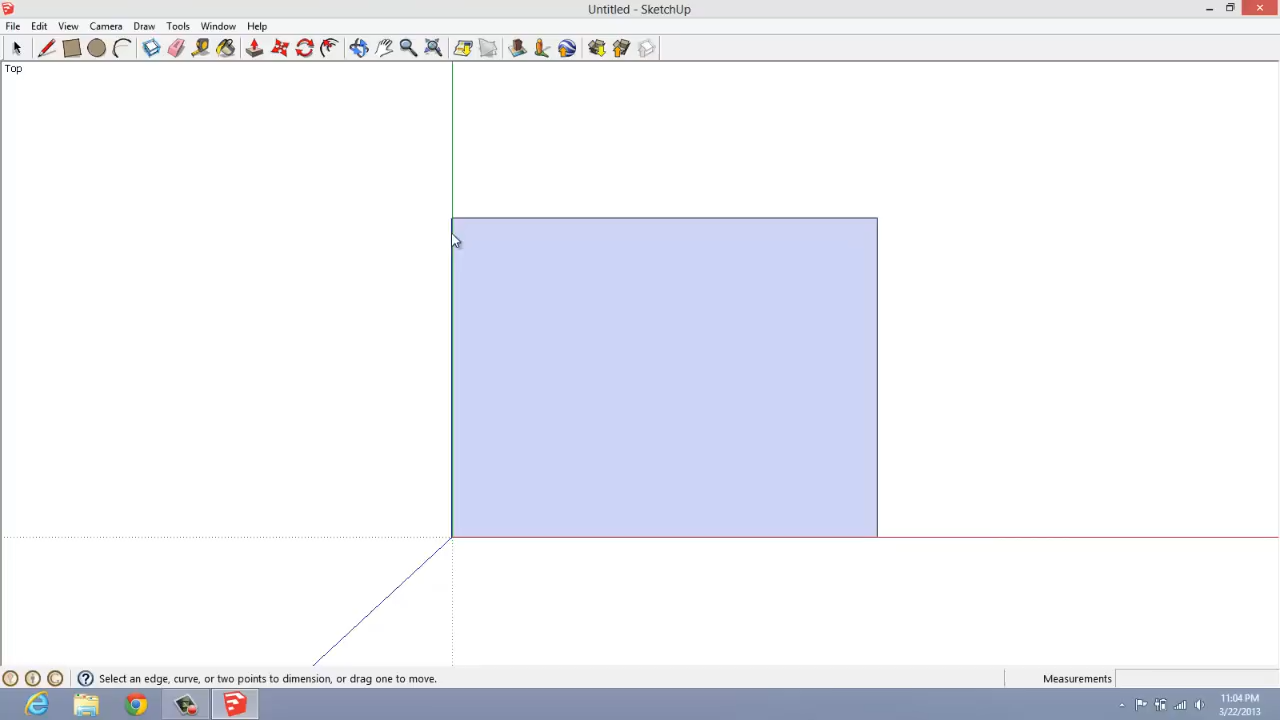 Untitled - SketchUp
File Edit View Camera Draw Tools Window Help
Top
Select an edge, curve, or two points to dimension, or drag one to move.
Measurements
11:04 PM
3/22/2013